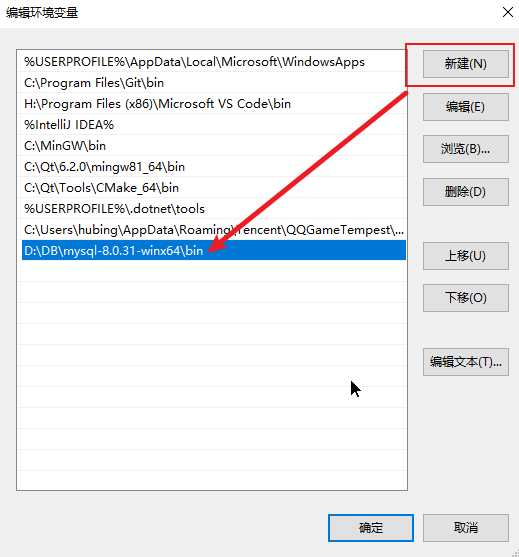 编辑环境变量
%USERPROFILE%\AppData\Local\Microsoft\WindowsApps
C:\Program Files\Git\bin
H:\Program Files (x86)\Microsoft VS Code\bin
%IntelliJ IDEA%
C:\MinGW\bin
C:\Qt\6.2.0\mingw81_64\bin
C:\Qt\Tools\CMake_64\bin
%USERPROFILE%\.dotnet\tools
C:\Users\hubing\AppData\Roaming\Tencent\QQGameTempest\...
D:\DB\mysql-8.0.31-winx64\bin
新建(N)
编辑(E)
浏览(B)...
删除(D)
上移(U)
下移(O)
编辑文本(T)...
确定
取消